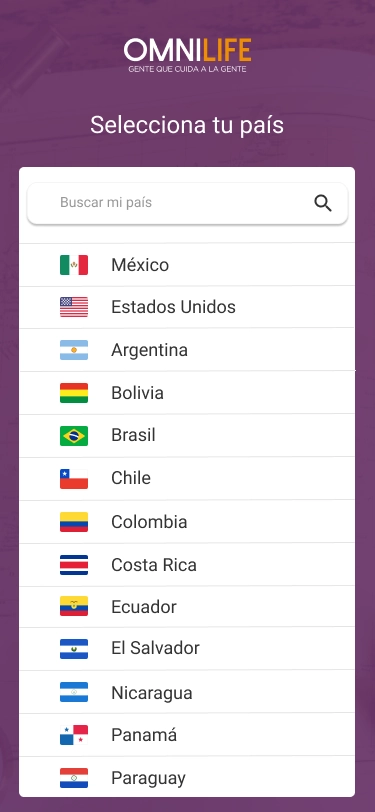 OMNILIFE
GENTE QUE CUIDA A LA GENTE
Selecciona tu país
Buscar mi país
México
Estados Unidos
Argentina
Bolivia
Brasil
Chile
Colombia
Costa Rica
Ecuador
El Salvador
Nicaragua
Panamá
Paraguay